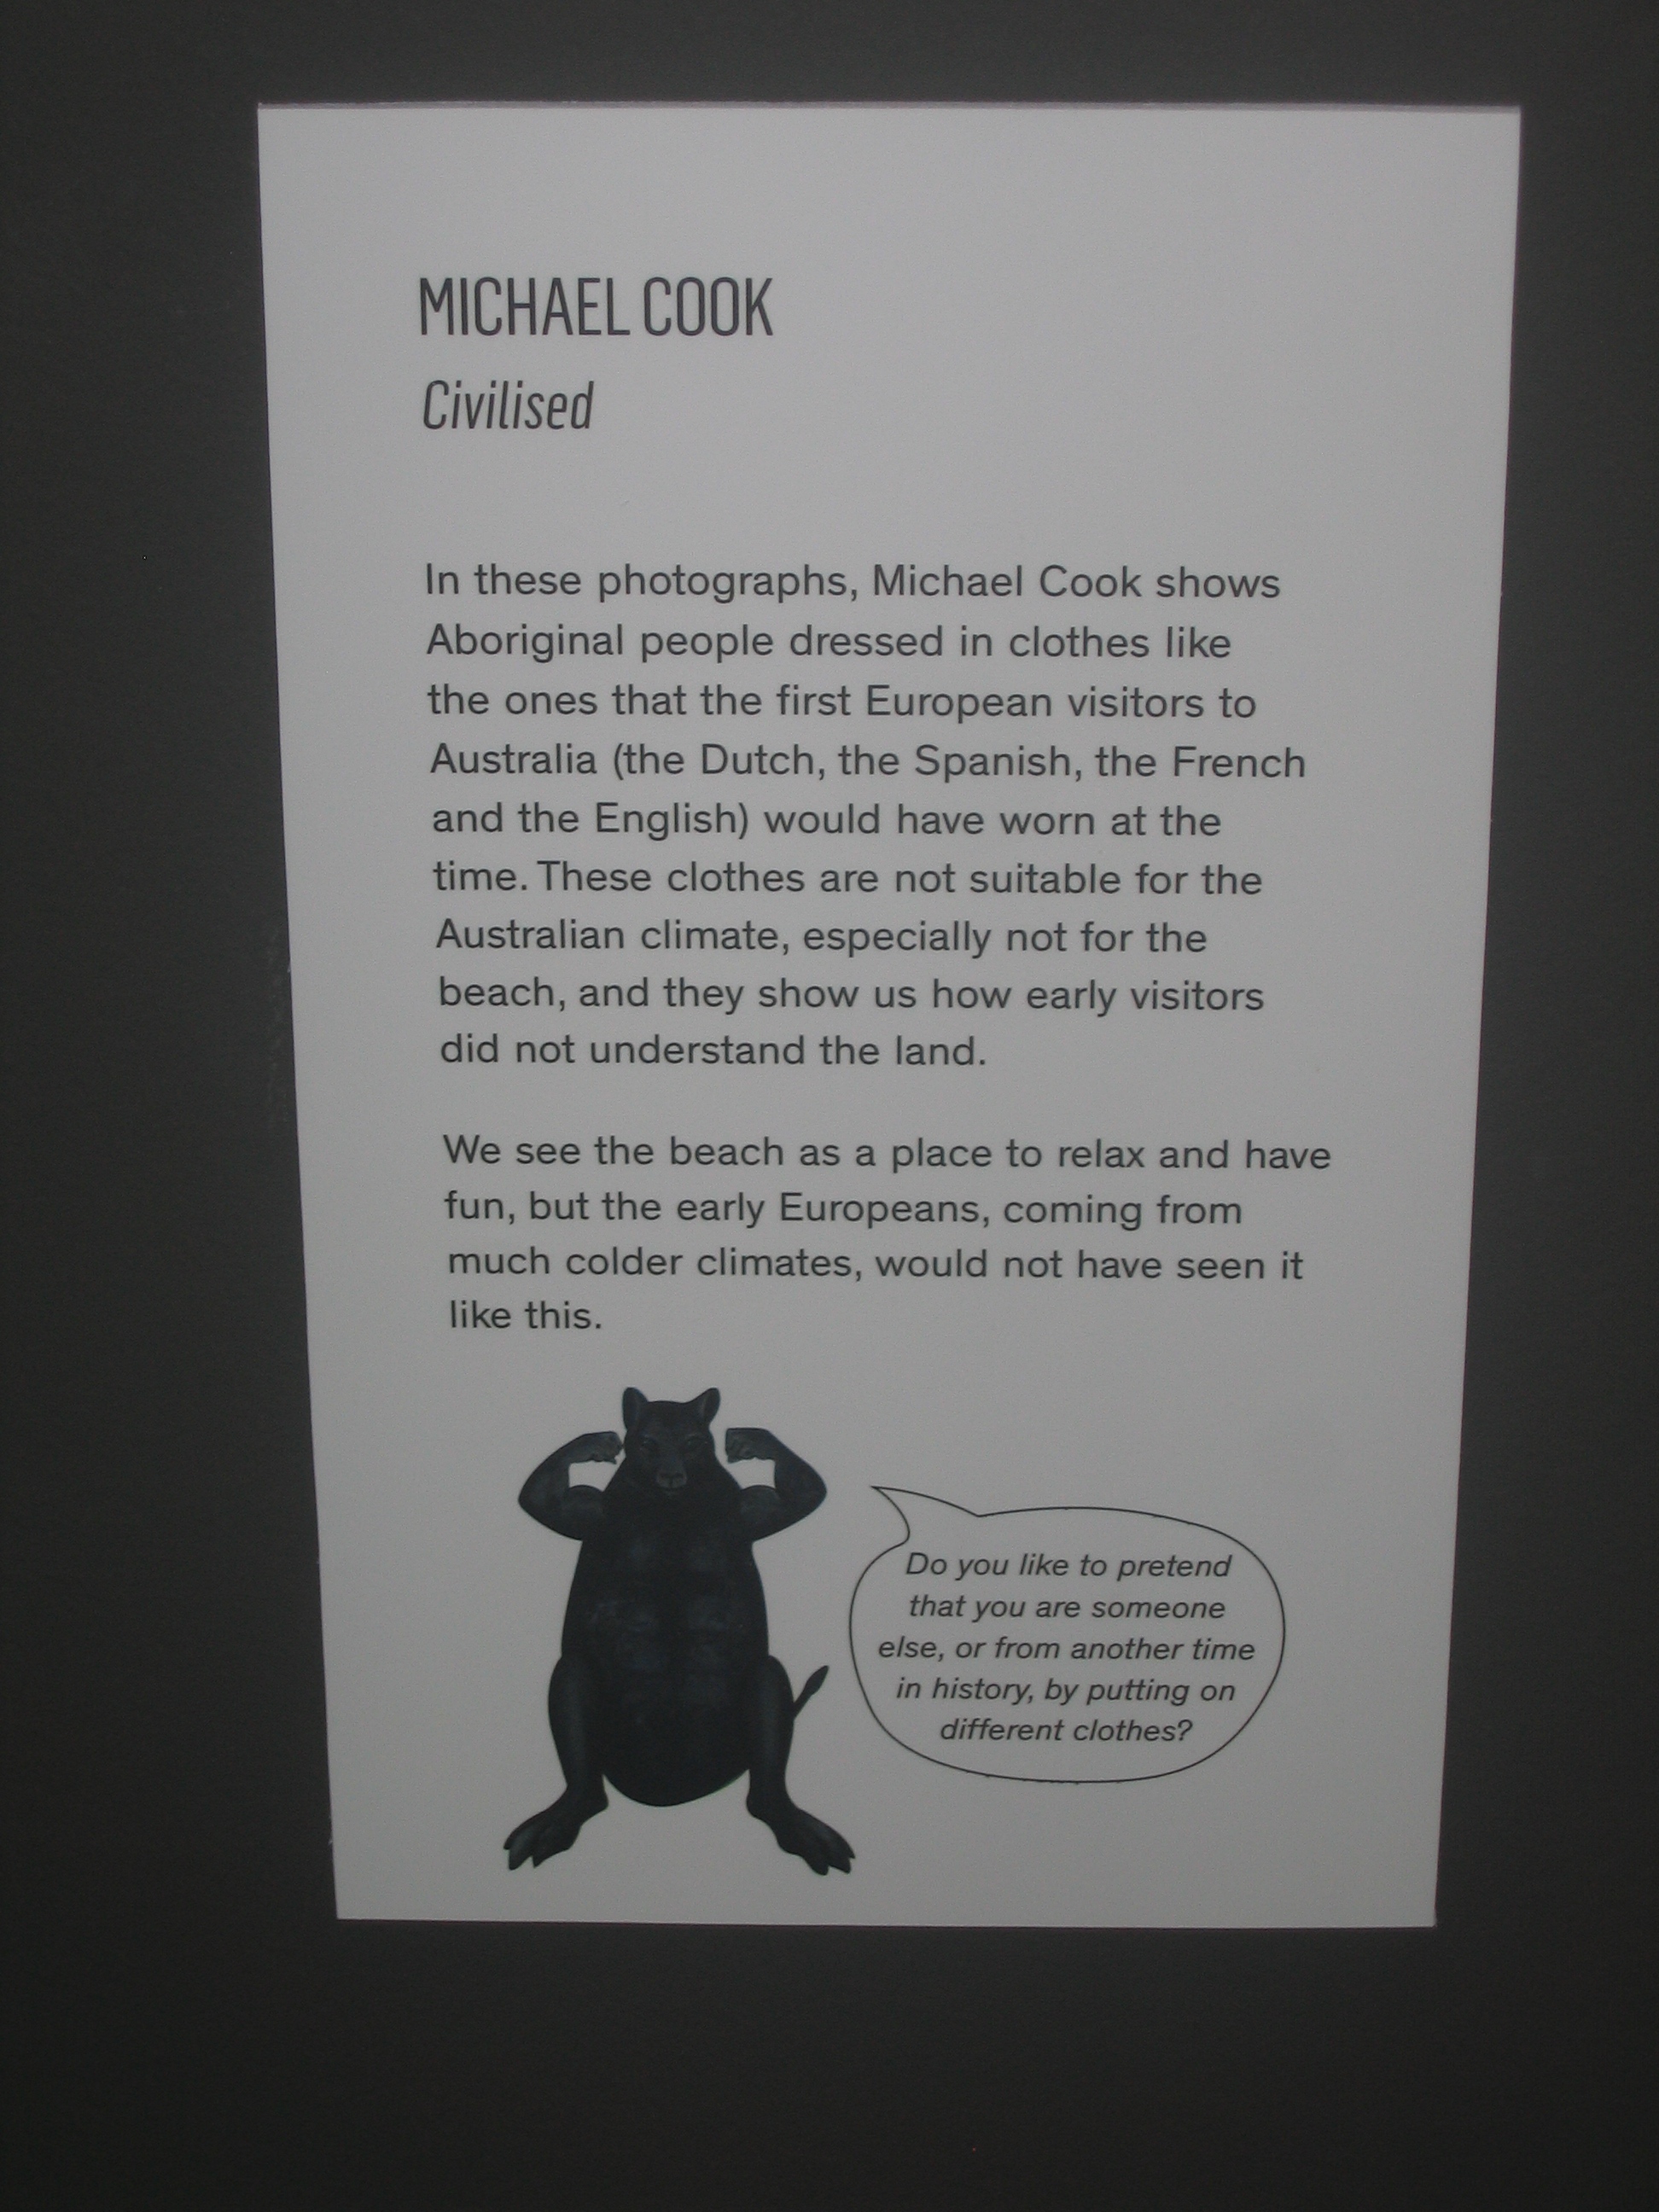 MICHAEL COOK
Civilised
In these photographs, Michael Cook shows
Aboriginal people dressed in clothes like
the ones that the first European visitors to
Australia (the Dutch, the Spanish, the French
and the English) would have worn at the
time. These clothes are not suitable for the
Australian climate, especially not for the
beach, and they show us how early visitors
did not understand the land.
We see the beach as a place to relax and have
fun, but the early Europeans, coming from
much colder climates, would not have seen it
like this.
Do you like to pretend
that you are someone
else, or from another time
in history, by putting on
different clothes?